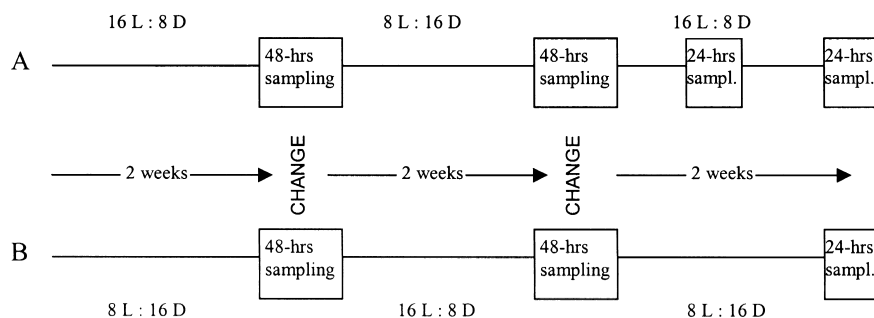 16 L : 8 D 8 L : 16 D 16 L : 8 D
A
48-hrs
sampling
48-hrs
sampling
24-hrs
sampl.
24-hrs
sampl.
2 weeks
CHANGE
2 weeks
CHANGE
2 weeks
B
48-hrs
sampling
48-hrs
sampling
24-hrs
sampl.
8 L : 16 D 16 L : 8 D 8 L : 16 D